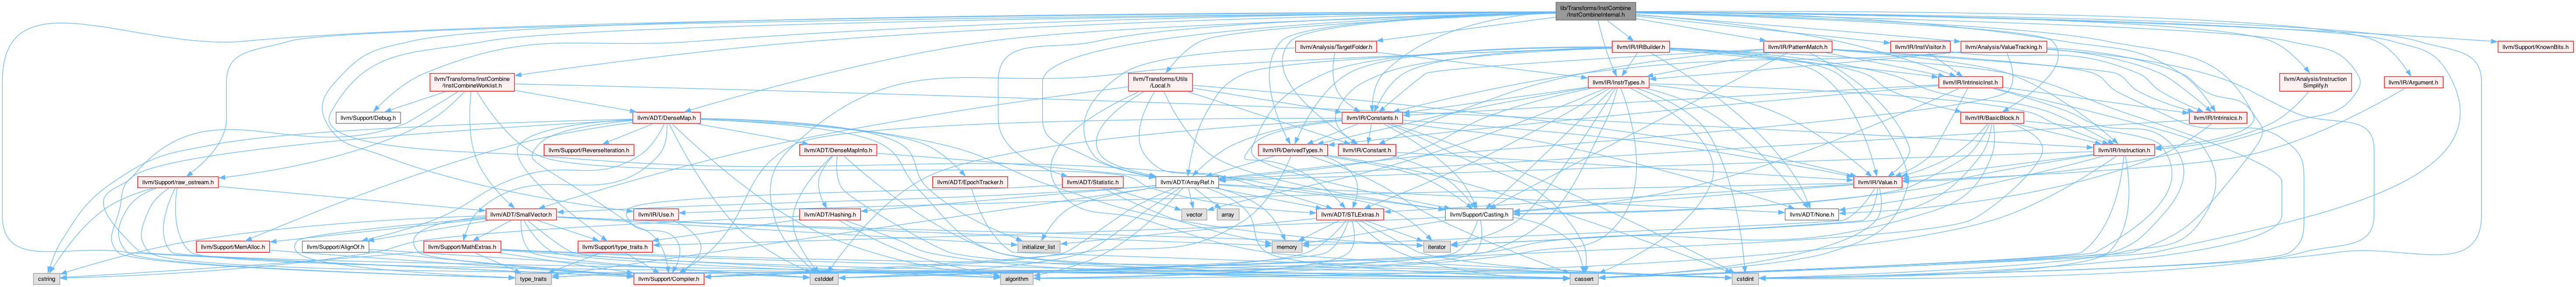 lib/Transforms/InstCombine
/InstCombineInternal.h
llvm/Analysis/TargetFolder.h
llvm/IR/IRBuilder.h
llvm/IR/PatternMatch.h
llvm/IR/InstVisitor.h
llvm/Analysis/ValueTracking.h
llvm/Support/KnownBits.h
llvm/Transforms/InstCombine
/InstCombineWorklist.h
llvm/Transforms/Utils
/Local.h
llvm/IR/InstrTypes.h
llvm/IR/IntrinsicInst.h
llvm/Analysis/Instruction
Simplify.h
llvm/IR/Argument.h
llvm/Support/Debug.h
llvm/ADT/DenseMap.h
llvm/IR/Constants.h
llvm/IR/BasicBlock.h
llvm/IR/Intrinsics.h
llvm/Support/ReverseIteration.h
llvm/ADT/DenseMapInfo.h
llvm/IR/DerivedTypes.h
llvm/IR/Constant.h
llvm/IR/Instruction.h
llvm/Support/raw_ostream.h
llvm/ADT/EpochTracker.h
llvm/ADT/Statistic.h
llvm/ADT/ArrayRef.h
llvm/IR/Value.h
llvm/ADT/SmallVector.h
llvm/IR/Use.h
llvm/ADT/Hashing.h
vector
array
llvm/ADT/STLExtras.h
llvm/Support/Casting.h
llvm/ADT/None.h
llvm/Support/MemAlloc.h
llvm/Support/AlignOf.h
llvm/Support/MathExtras.h
llvm/Support/type_traits.h
initializer_list
memory
iterator
cstring
type_traits
llvm/Support/Compiler.h
cstddef
algorithm
cassert
cstdint